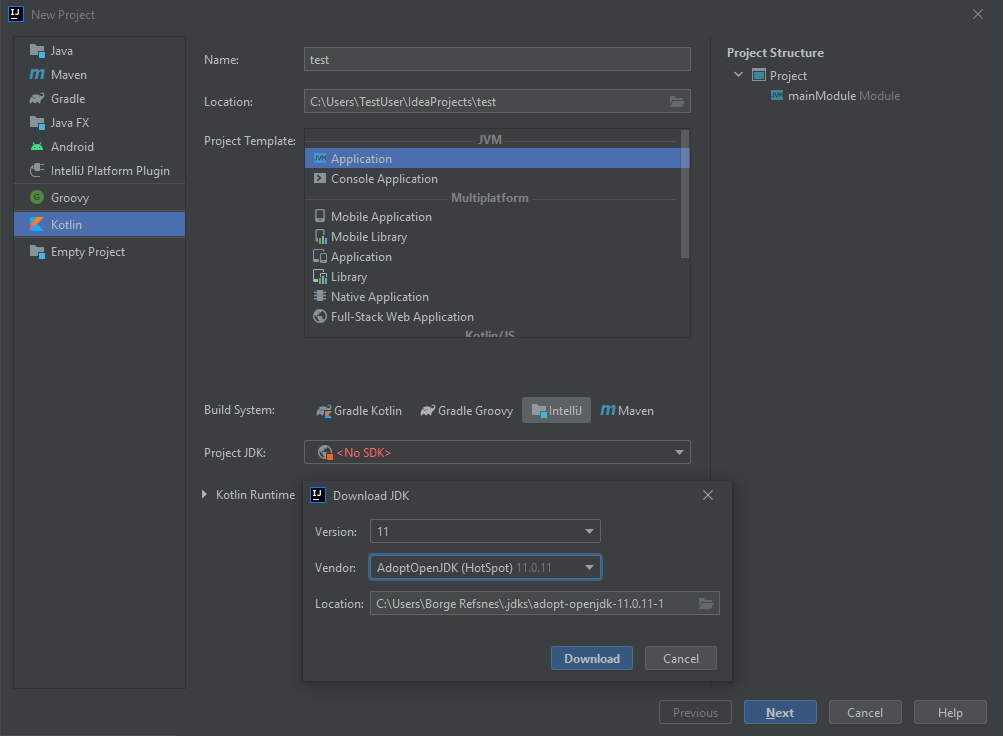 New Project
Java
Maven
Gradle
Java FX
Android
IntelliJ Platform Plugin
Groovy
Kotlin
Empty Project
Name: test
Location: C:\Users\TestUser\IdeaProjects\test
Project Template:
JVM
Application
Console Application
Multiplatform
Mobile Application
Mobile Library
Application
Library
Native Application
Full-Stack Web Application
Kotlin/JS
Build System: Gradle Kotlin Gradle Groovy IntelliJ Maven
Project JDK: <No SDK>
Kotlin Runtime
Project Structure
Project
mainModule Module
Download JDK
Version: 11
Vendor: AdoptOpenJDK (HotSpot) 11.0.11
Location: C:\Users\Borge Refsnes\.jdks\adopt-openjdk-11.0.11-1
Download Cancel
Previous Next Cancel Help